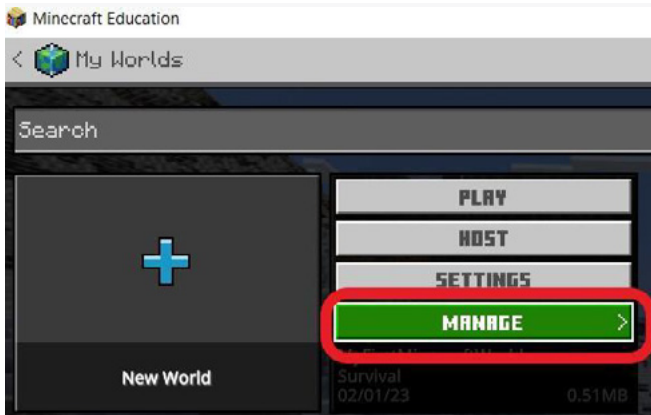 Minecraft Education
< My Worlds
Search
PLAY
HOST
SETTINGS
MANAGE >
New World
Survival
02/01/23 0.51MB